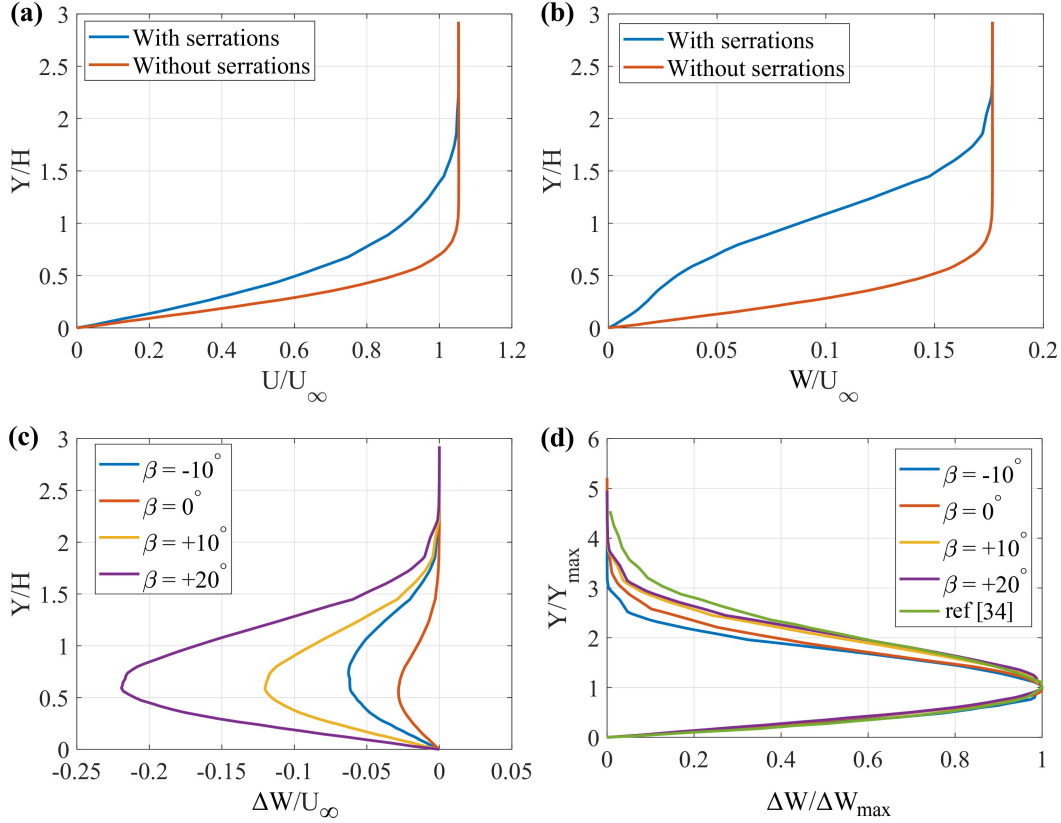 (a)
With serrations
Without serrations
Y/H
3
2.5
2
1.5
1
0.5
0
0
0.2
0.4
0.6
0.8
1
1.2
U/U∞
(b)
With serrations
Without serrations
Y/H
3
2.5
2
1.5
1
0.5
0
0
0.05
0.1
0.15
0.2
W/U∞
(c)
β = -10°
β = 0°
β = +10°
β = +20°
Y/H
3
2.5
2
1.5
1
0.5
0
-0.25
-0.2
-0.15
-0.1
-0.05
0
0.05
ΔW/U∞
(d)
β = -10°
β = 0°
β = +10°
β = +20°
ref [34]
Y/Ymax
6
5
4
3
2
1
0
0
0.2
0.4
0.6
0.8
1
ΔW/ΔWmax